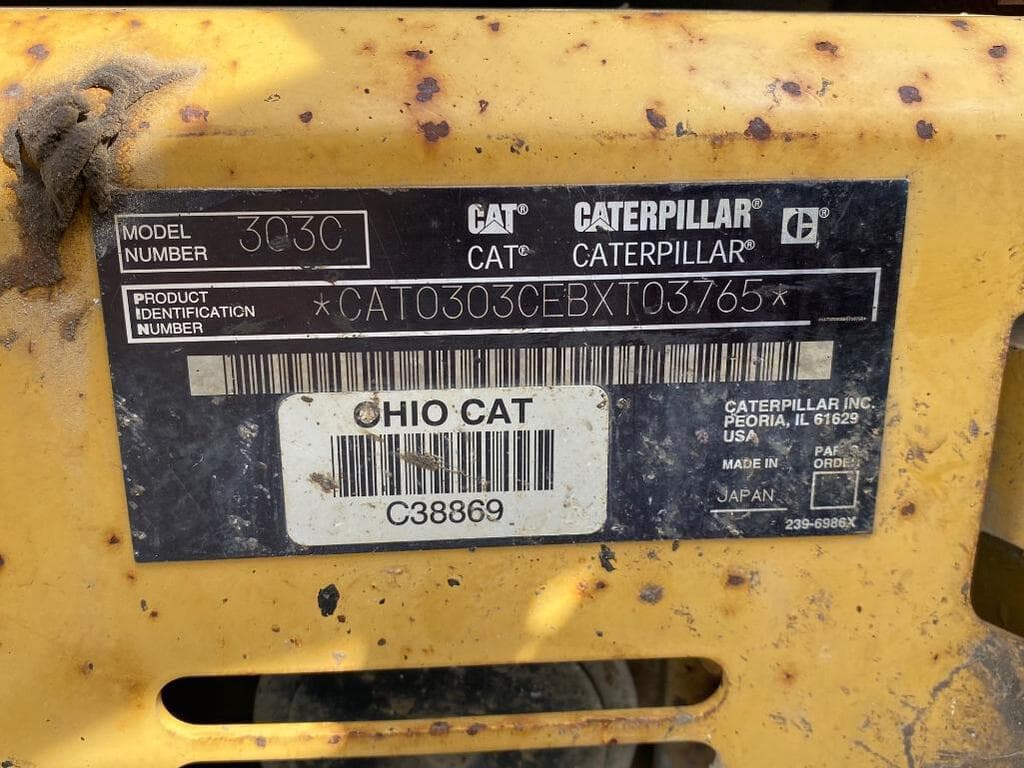 MODEL NUMBER 303C
CAT® CATERPILLAR® C®
CAT® CATERPILLAR®
PRODUCT IDENTIFICATION NUMBER *CAT0303CEBXT03765*
OHIO CAT
C38869
CATERPILLAR INC.
PEORIA, IL 61629
USA
MADE IN
JAPAN
ORDER
239-6986X